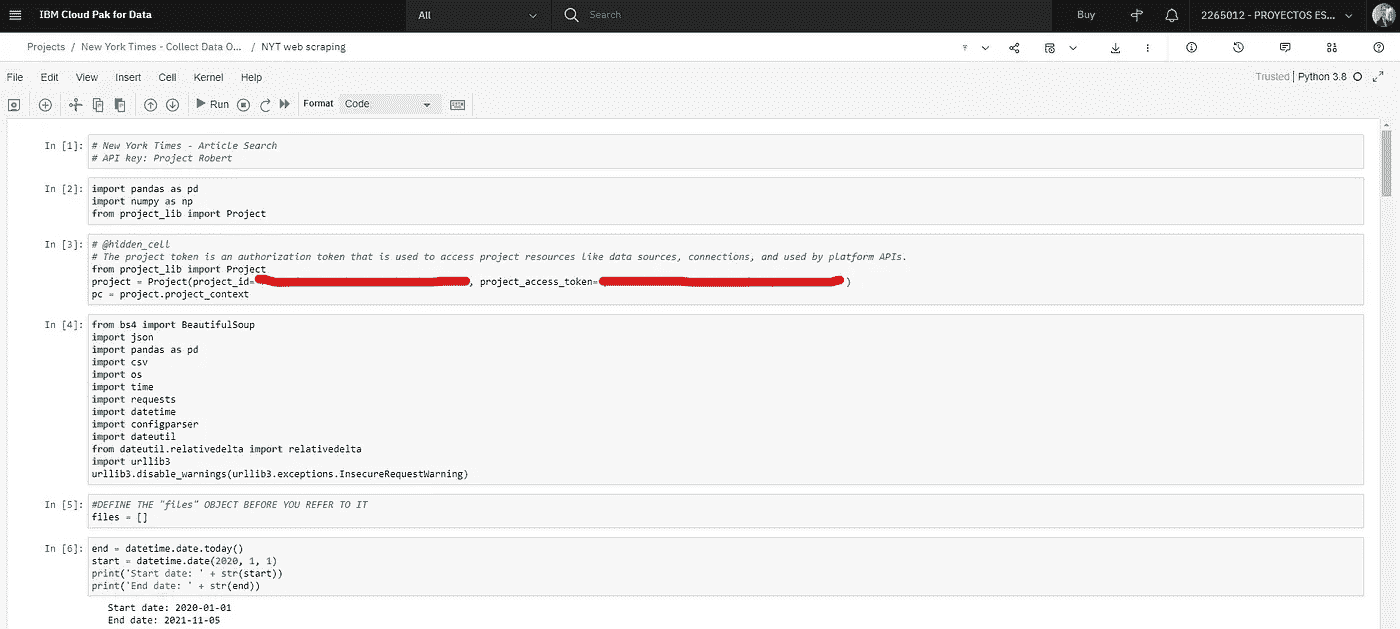 IBM Cloud Pak for Data All Search Buy 2265012 - PROYECTOS ES...
Projects / New York Times - Collect Data O... / NYT web scraping
File Edit View Insert Cell Kernel Help Trusted Python 3.8
Run Format Code
In [1]: # New York Times - Article Search
# API key: Project Robert
In [2]: import pandas as pd
import numpy as np
from project_lib import Project
In [3]: # @hidden_cell
# The project token is an authorization token that is used to access project resources like data sources, connections, and used by platform APIs.
from project_lib import Project
project = Project(project_id= , project_access_token= )
pc = project.project_context
In [4]: from bs4 import BeautifulSoup
import json
import pandas as pd
import csv
import os
import time
import requests
import datetime
import configparser
import dateutil
from dateutil.relativedelta import relativedelta
import urllib3
urllib3.disable_warnings(urllib3.exceptions.InsecureRequestWarning)
In [5]: #DEFINE THE "files" OBJECT BEFORE YOU REFER TO IT
files = []
In [6]: end = datetime.date.today()
start = datetime.date(2020, 1, 1)
print('Start date: ' + str(start))
print('End date: ' + str(end))
Start date: 2020-01-01
End date: 2021-11-05